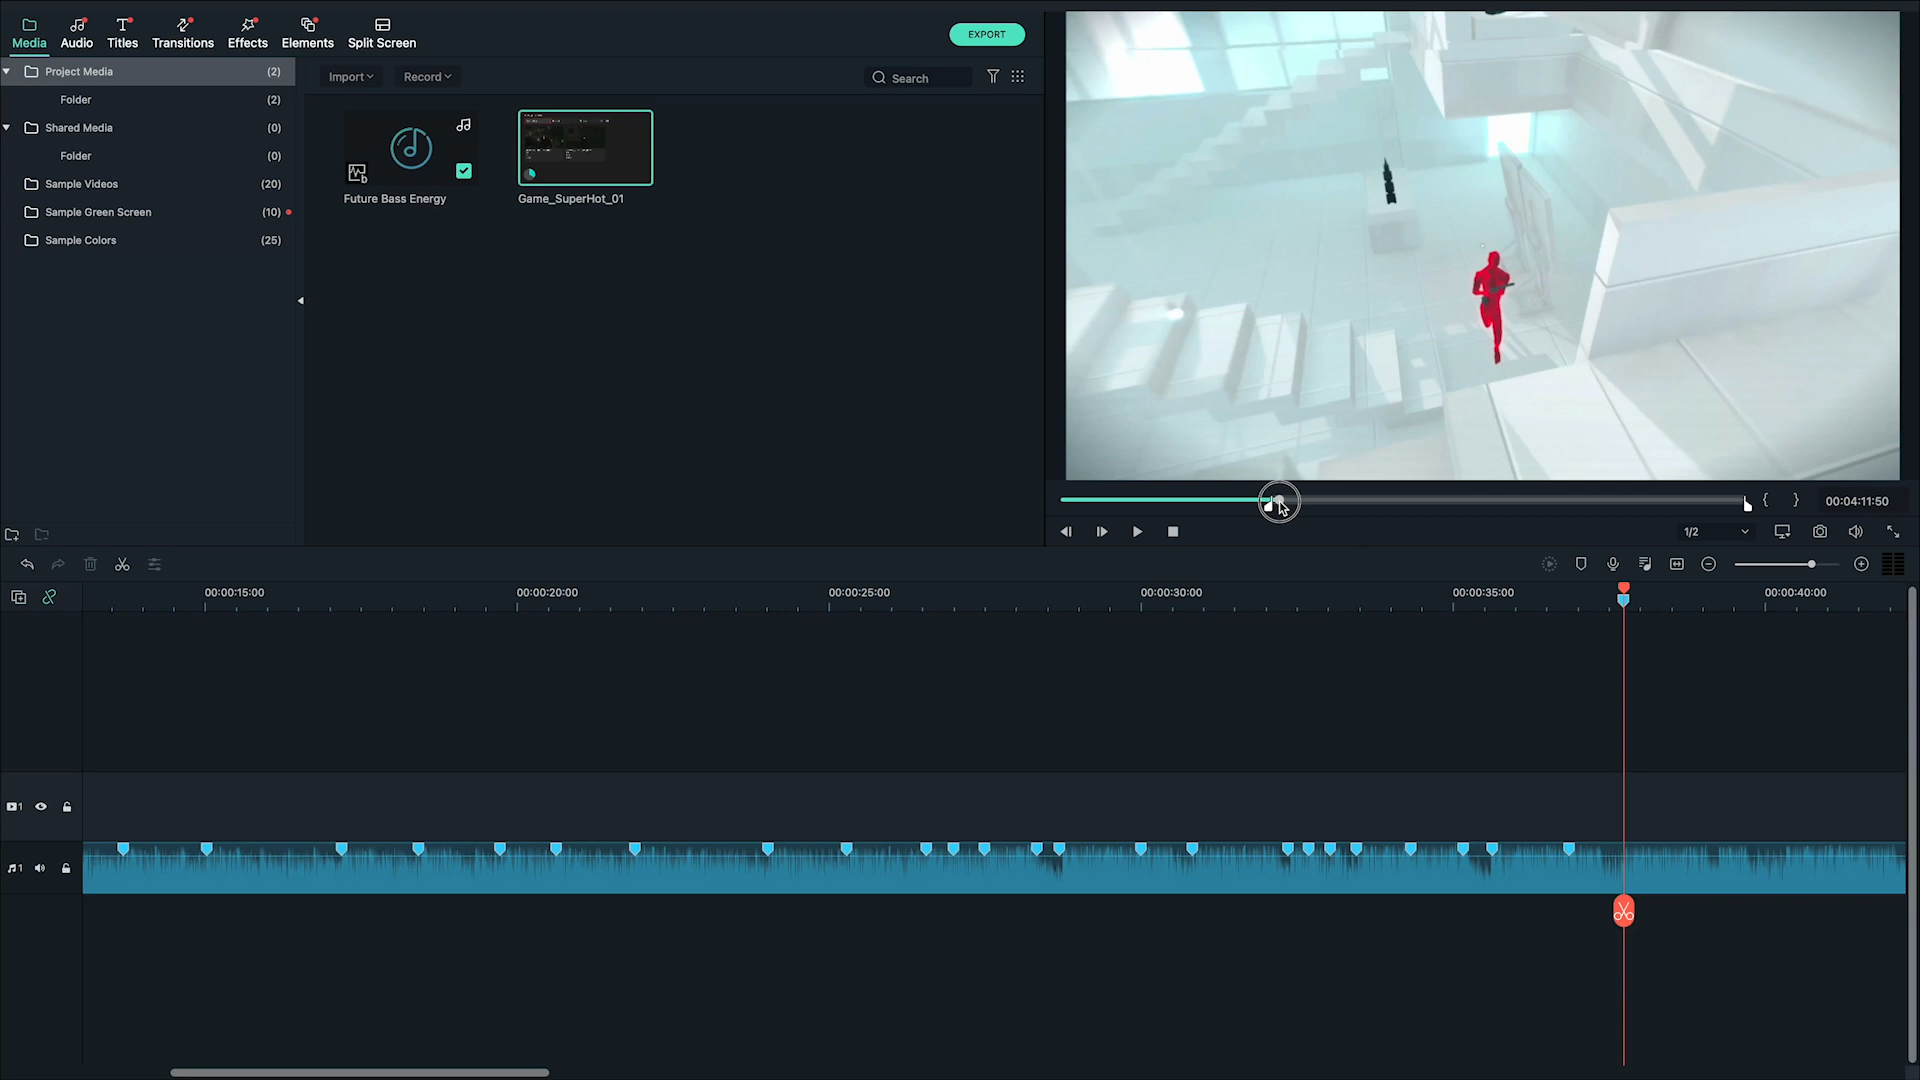 Media Audio Titles Transitions Effects Elements Split Screen
EXPORT
Project Media (2)
Folder (2)
Shared Media (0)
Folder (0)
Sample Videos (20)
Sample Green Screen (10)
Sample Colors (25)
Import Record Search
Future Bass Energy
Game_SuperHot_01
{ } 00:04:11:50
1/2
00:00:15:00 00:00:20:00 00:00:25:00 00:00:30:00 00:00:35:00 00:00:40:00
1
1